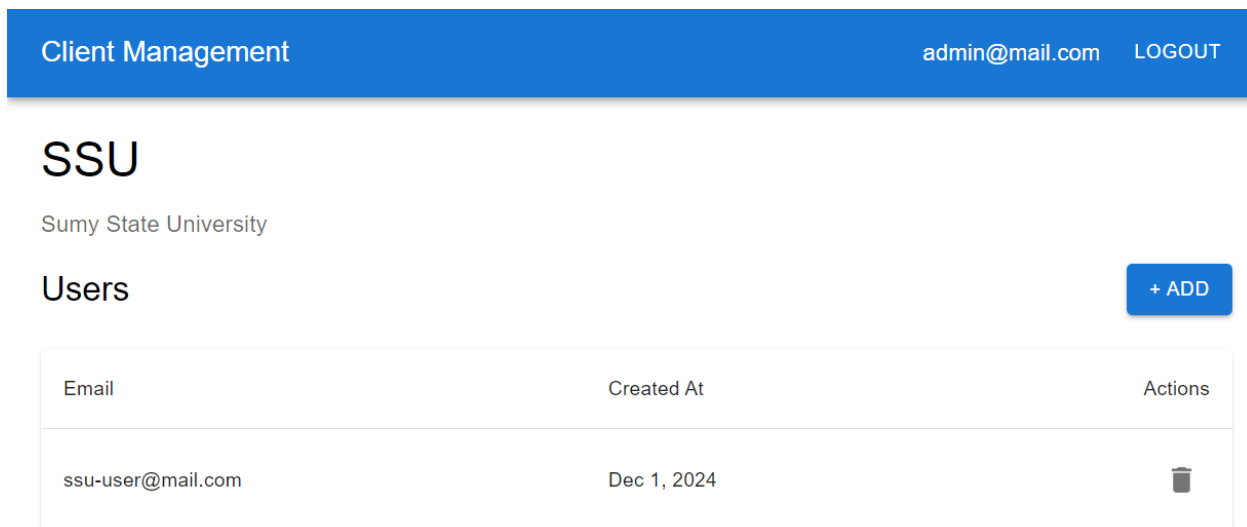 Client Management admin@mail.com LOGOUT
SSU
Sumy State University
Users + ADD
Email Created At Actions
ssu-user@mail.com Dec 1, 2024